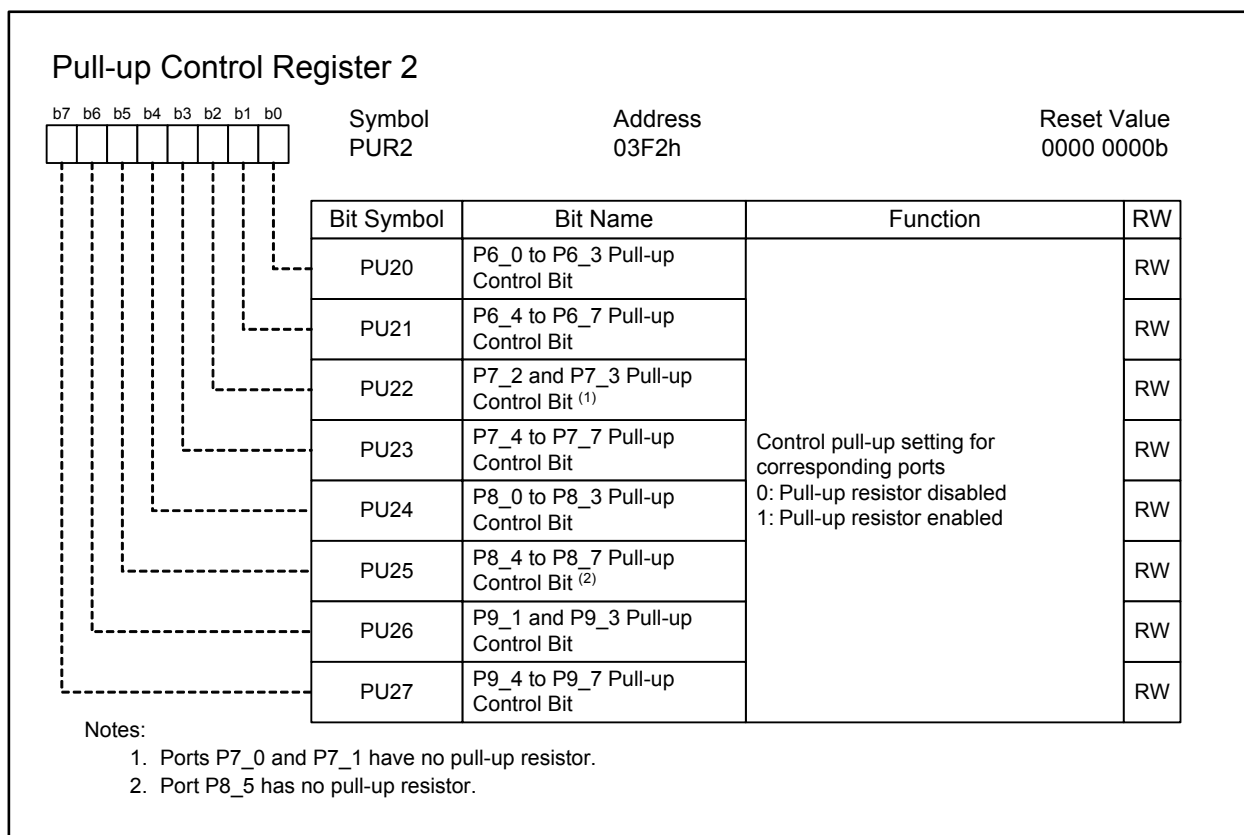 Pull-up Control Register 2
b7 b6 b5 b4 b3 b2 b1 b0
Symbol Address Reset Value
PUR2 03F2h 0000 0000b
Bit Symbol Bit Name Function RW
PU20 P6_0 to P6_3 Pull-up Control Bit RW
PU21 P6_4 to P6_7 Pull-up Control Bit RW
PU22 P7_2 and P7_3 Pull-up Control Bit (1) RW
PU23 P7_4 to P7_7 Pull-up Control Bit RW
PU24 P8_0 to P8_3 Pull-up Control Bit RW
PU25 P8_4 to P8_7 Pull-up Control Bit (2) RW
PU26 P9_1 and P9_3 Pull-up Control Bit RW
PU27 P9_4 to P9_7 Pull-up Control Bit RW
Control pull-up setting for
corresponding ports
0: Pull-up resistor disabled
1: Pull-up resistor enabled
Notes:
1. Ports P7_0 and P7_1 have no pull-up resistor.
2. Port P8_5 has no pull-up resistor.